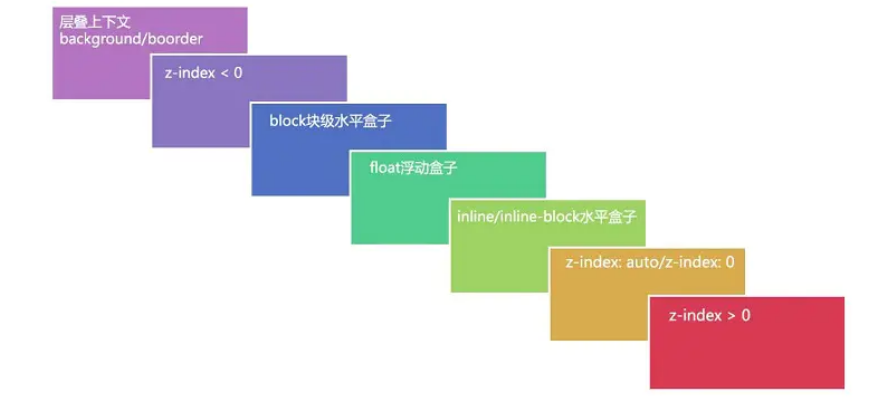 层叠上下文
background/boorder
z-index < 0
block块级水平盒子
float浮动盒子
inline/inline-block水平盒子
z-index: auto/z-index: 0
z-index > 0